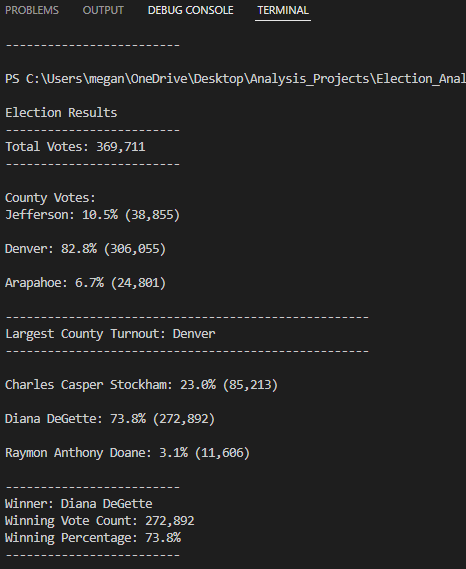 PROBLEMS OUTPUT DEBUG CONSOLE TERMINAL
-------------------------
PS C:\Users\megan\OneDrive\Desktop\Analysis_Projects\Election_Anal
Election Results
-------------------------
Total Votes: 369,711
-------------------------
County Votes:
Jefferson: 10.5% (38,855)
Denver: 82.8% (306,055)
Arapahoe: 6.7% (24,801)
----------------------------------------------------
Largest County Turnout: Denver
----------------------------------------------------
Charles Casper Stockham: 23.0% (85,213)
Diana DeGette: 73.8% (272,892)
Raymon Anthony Doane: 3.1% (11,606)
-------------------------
Winner: Diana DeGette
Winning Vote Count: 272,892
Winning Percentage: 73.8%
-------------------------